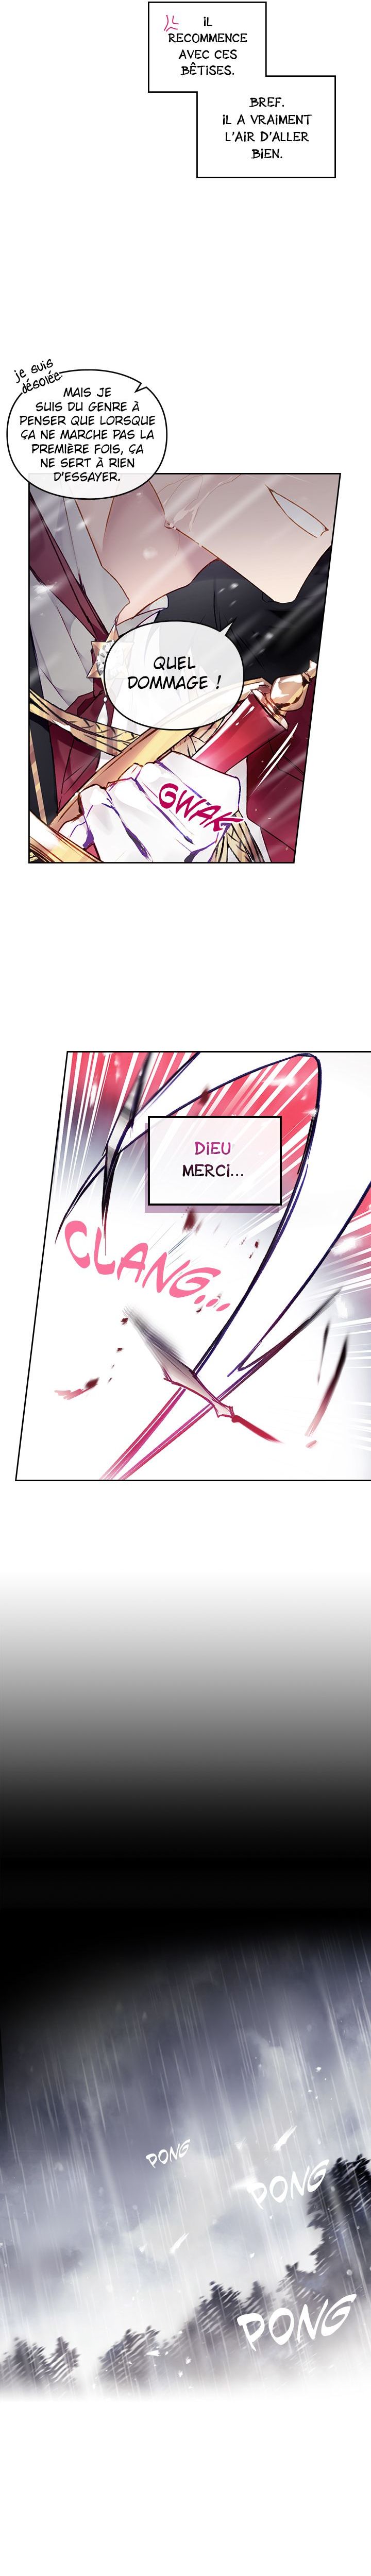 IL
RECOMMENCE
AVEC CES
BÊTISES.
BREF.
IL A VRAIMENT
L'AIR D'ALLER
BIEN.
je suis
désolée
MAIS JE
SUIS DU GENRE À
PENSER QUE LORSQUE
ÇA NE MARCHE PAS LA
PREMIÈRE FOIS, ÇA
NE SERT À RIEN
D'ESSAYER.
QUEL
DOMMAGE !
GWAK
DIEU
MERCI...
CLANG...
PONG
PONG
PONG